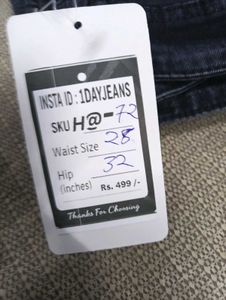 INSTA ID : 1DAYJEANS
SKU H@-72
Waist Size 28
Hip 32
(inches) Rs. 499 /-
Thanks For Choosing